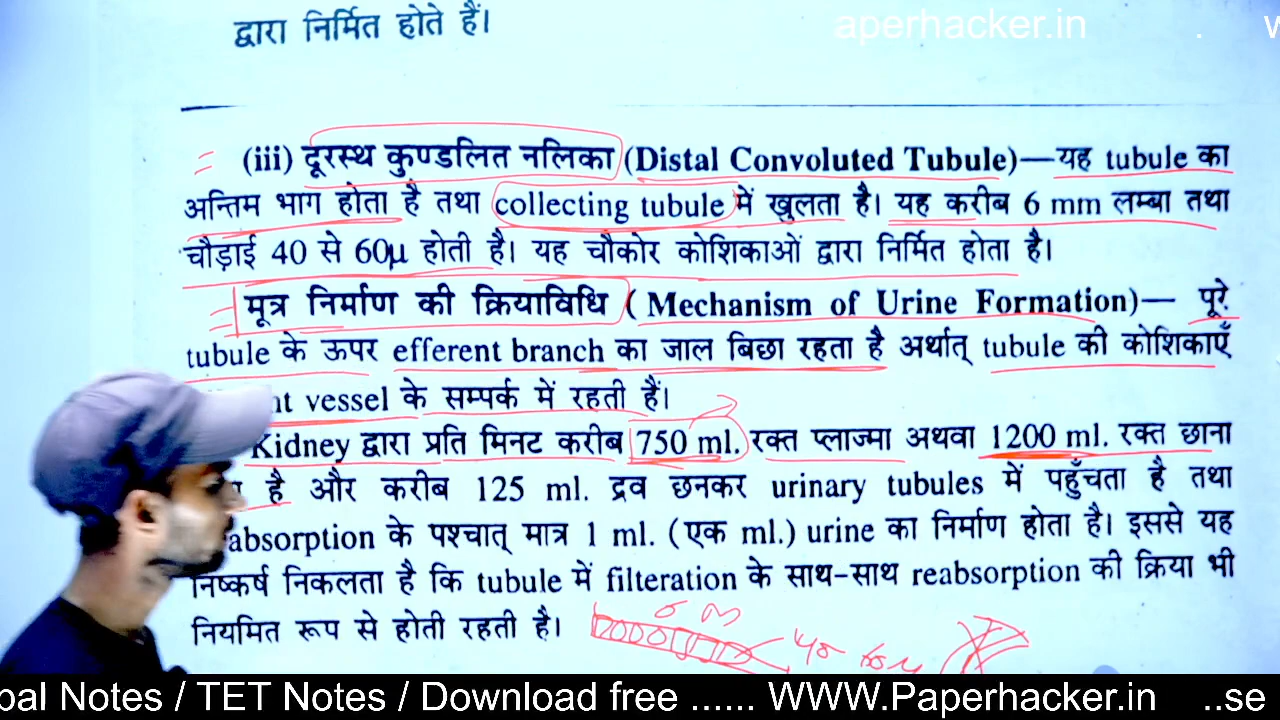 द्वारा निर्मित होते हैं।
aperhacker.in . w
(iii) दूरस्थ कुण्डलित नलिका (Distal Convoluted Tubule)—यह tubule का
अन्तिम भाग होता है तथा collecting tubule में खुलता है। यह करीब 6 mm लम्बा तथा
चौड़ाई 40 से 60μ होती है। यह चौकोर कोशिकाओं द्वारा निर्मित होता है।
मूत्र निर्माण की क्रियाविधि ( Mechanism of Urine Formation)— पूरे
tubule के ऊपर efferent branch का जाल बिछा रहता है अर्थात् tubule की कोशिकाएँ
nt vessel के सम्पर्क में रहती हैं।
Kidney द्वारा प्रति मिनट करीब 750 ml. रक्त प्लाज्मा अथवा 1200 ml. रक्त छाना
है और करीब 125 ml. द्रव छनकर urinary tubules में पहुँचता है तथा
absorption के पश्चात् मात्र 1 ml. (एक ml.) urine का निर्माण होता है। इससे यह
निष्कर्ष निकलता है कि tubule में filteration के साथ-साथ reabsorption की क्रिया भी
नियमित रूप से होती रहती है।
pal Notes / TET Notes / Download free ...... WWW.Paperhacker.in ..se